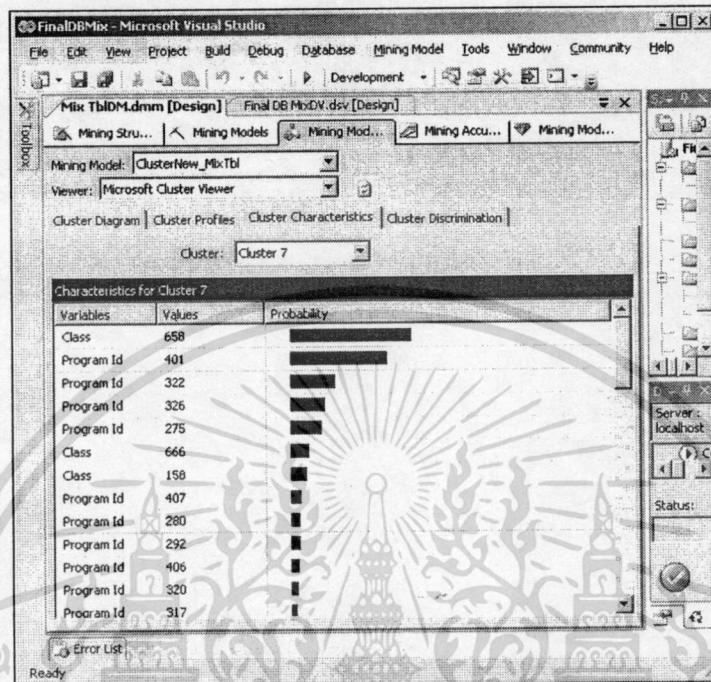 FinalDBMix - Microsoft Visual Studio
File Edit View Project Build Debug Database Mining Model Tools Window Community Help
Development
Toolbox
Mix TblDM.dmm [Design] Final DB MixDV.dsv [Design]
Mining Stru... Mining Models Mining Mod... Mining Accu... Mining Mod...
Mining Model: ClusterNew_MixTbl
Viewer: Microsoft Cluster Viewer
Cluster Diagram Cluster Profiles Cluster Characteristics Cluster Discrimination
Cluster: Cluster 7
Characteristics for Cluster 7
Variables Values Probability
Class 658
Program Id 401
Program Id 322
Program Id 326
Program Id 275
Class 666
Class 158
Program Id 407
Program Id 280
Program Id 292
Program Id 406
Program Id 320
Program Id 317
Error List
Ready
Server :
localhost
Status: